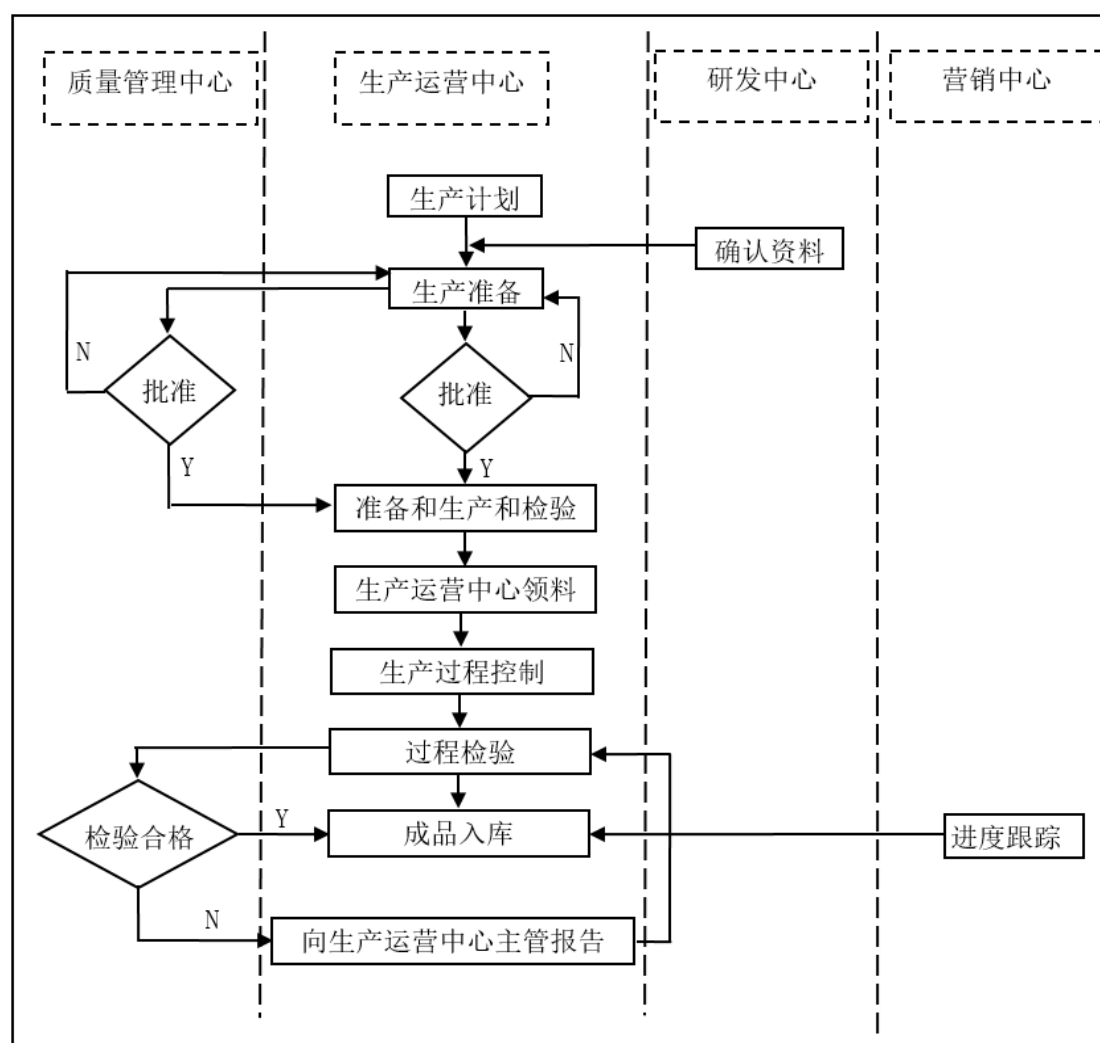 质量管理中心
生产运营中心
研发中心
营销中心
生产计划
确认资料
生产准备
N
批准
批准
N
Y
Y
准备和生产和检验
生产运营中心领料
生产过程控制
过程检验
检验合格
Y
成品入库
进度跟踪
N
向生产运营中心主管报告